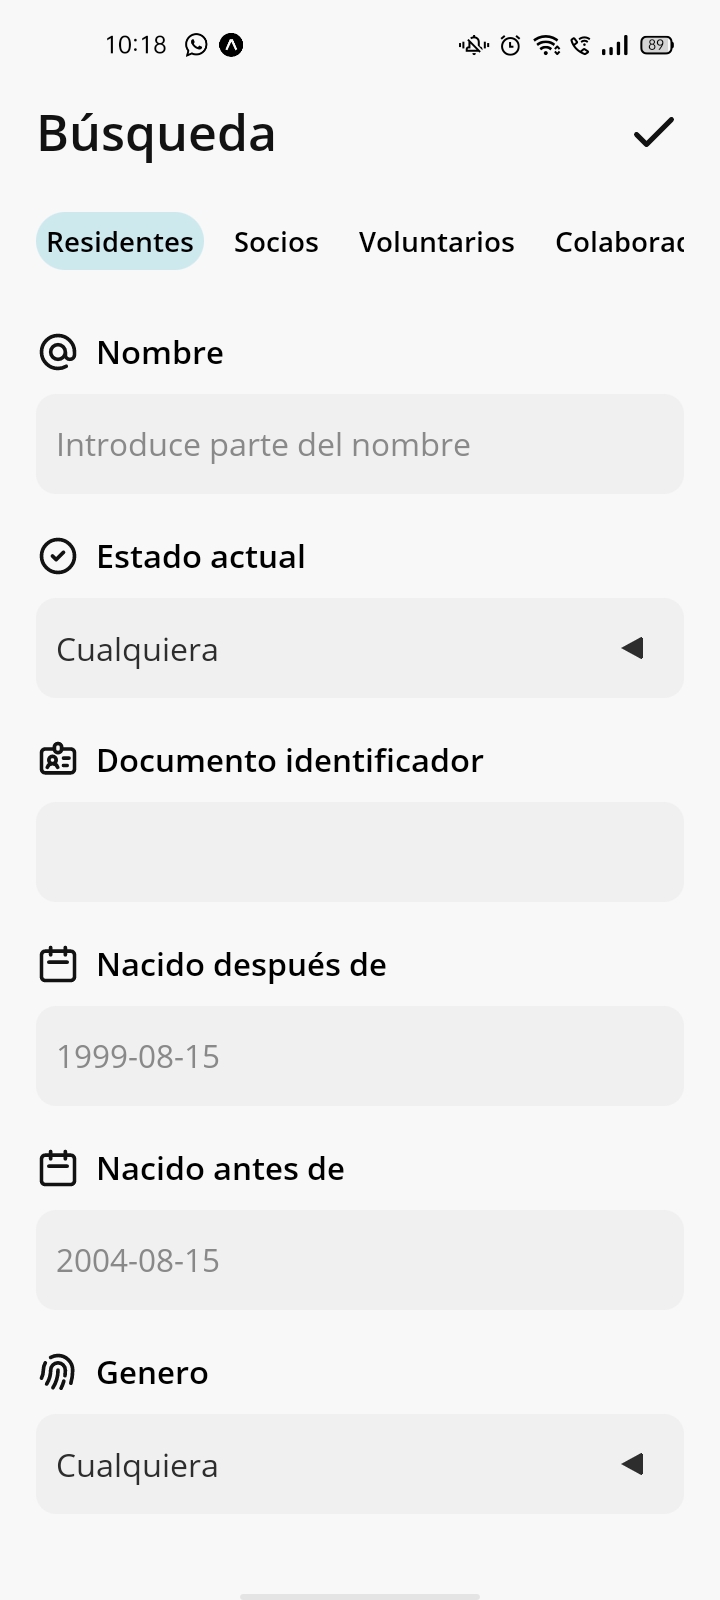 10:18
89
Búsqueda
Residentes Socios Voluntarios Colaborac
Nombre
Introduce parte del nombre
Estado actual
Cualquiera
Documento identificador
Nacido después de
1999-08-15
Nacido antes de
2004-08-15
Genero
Cualquiera